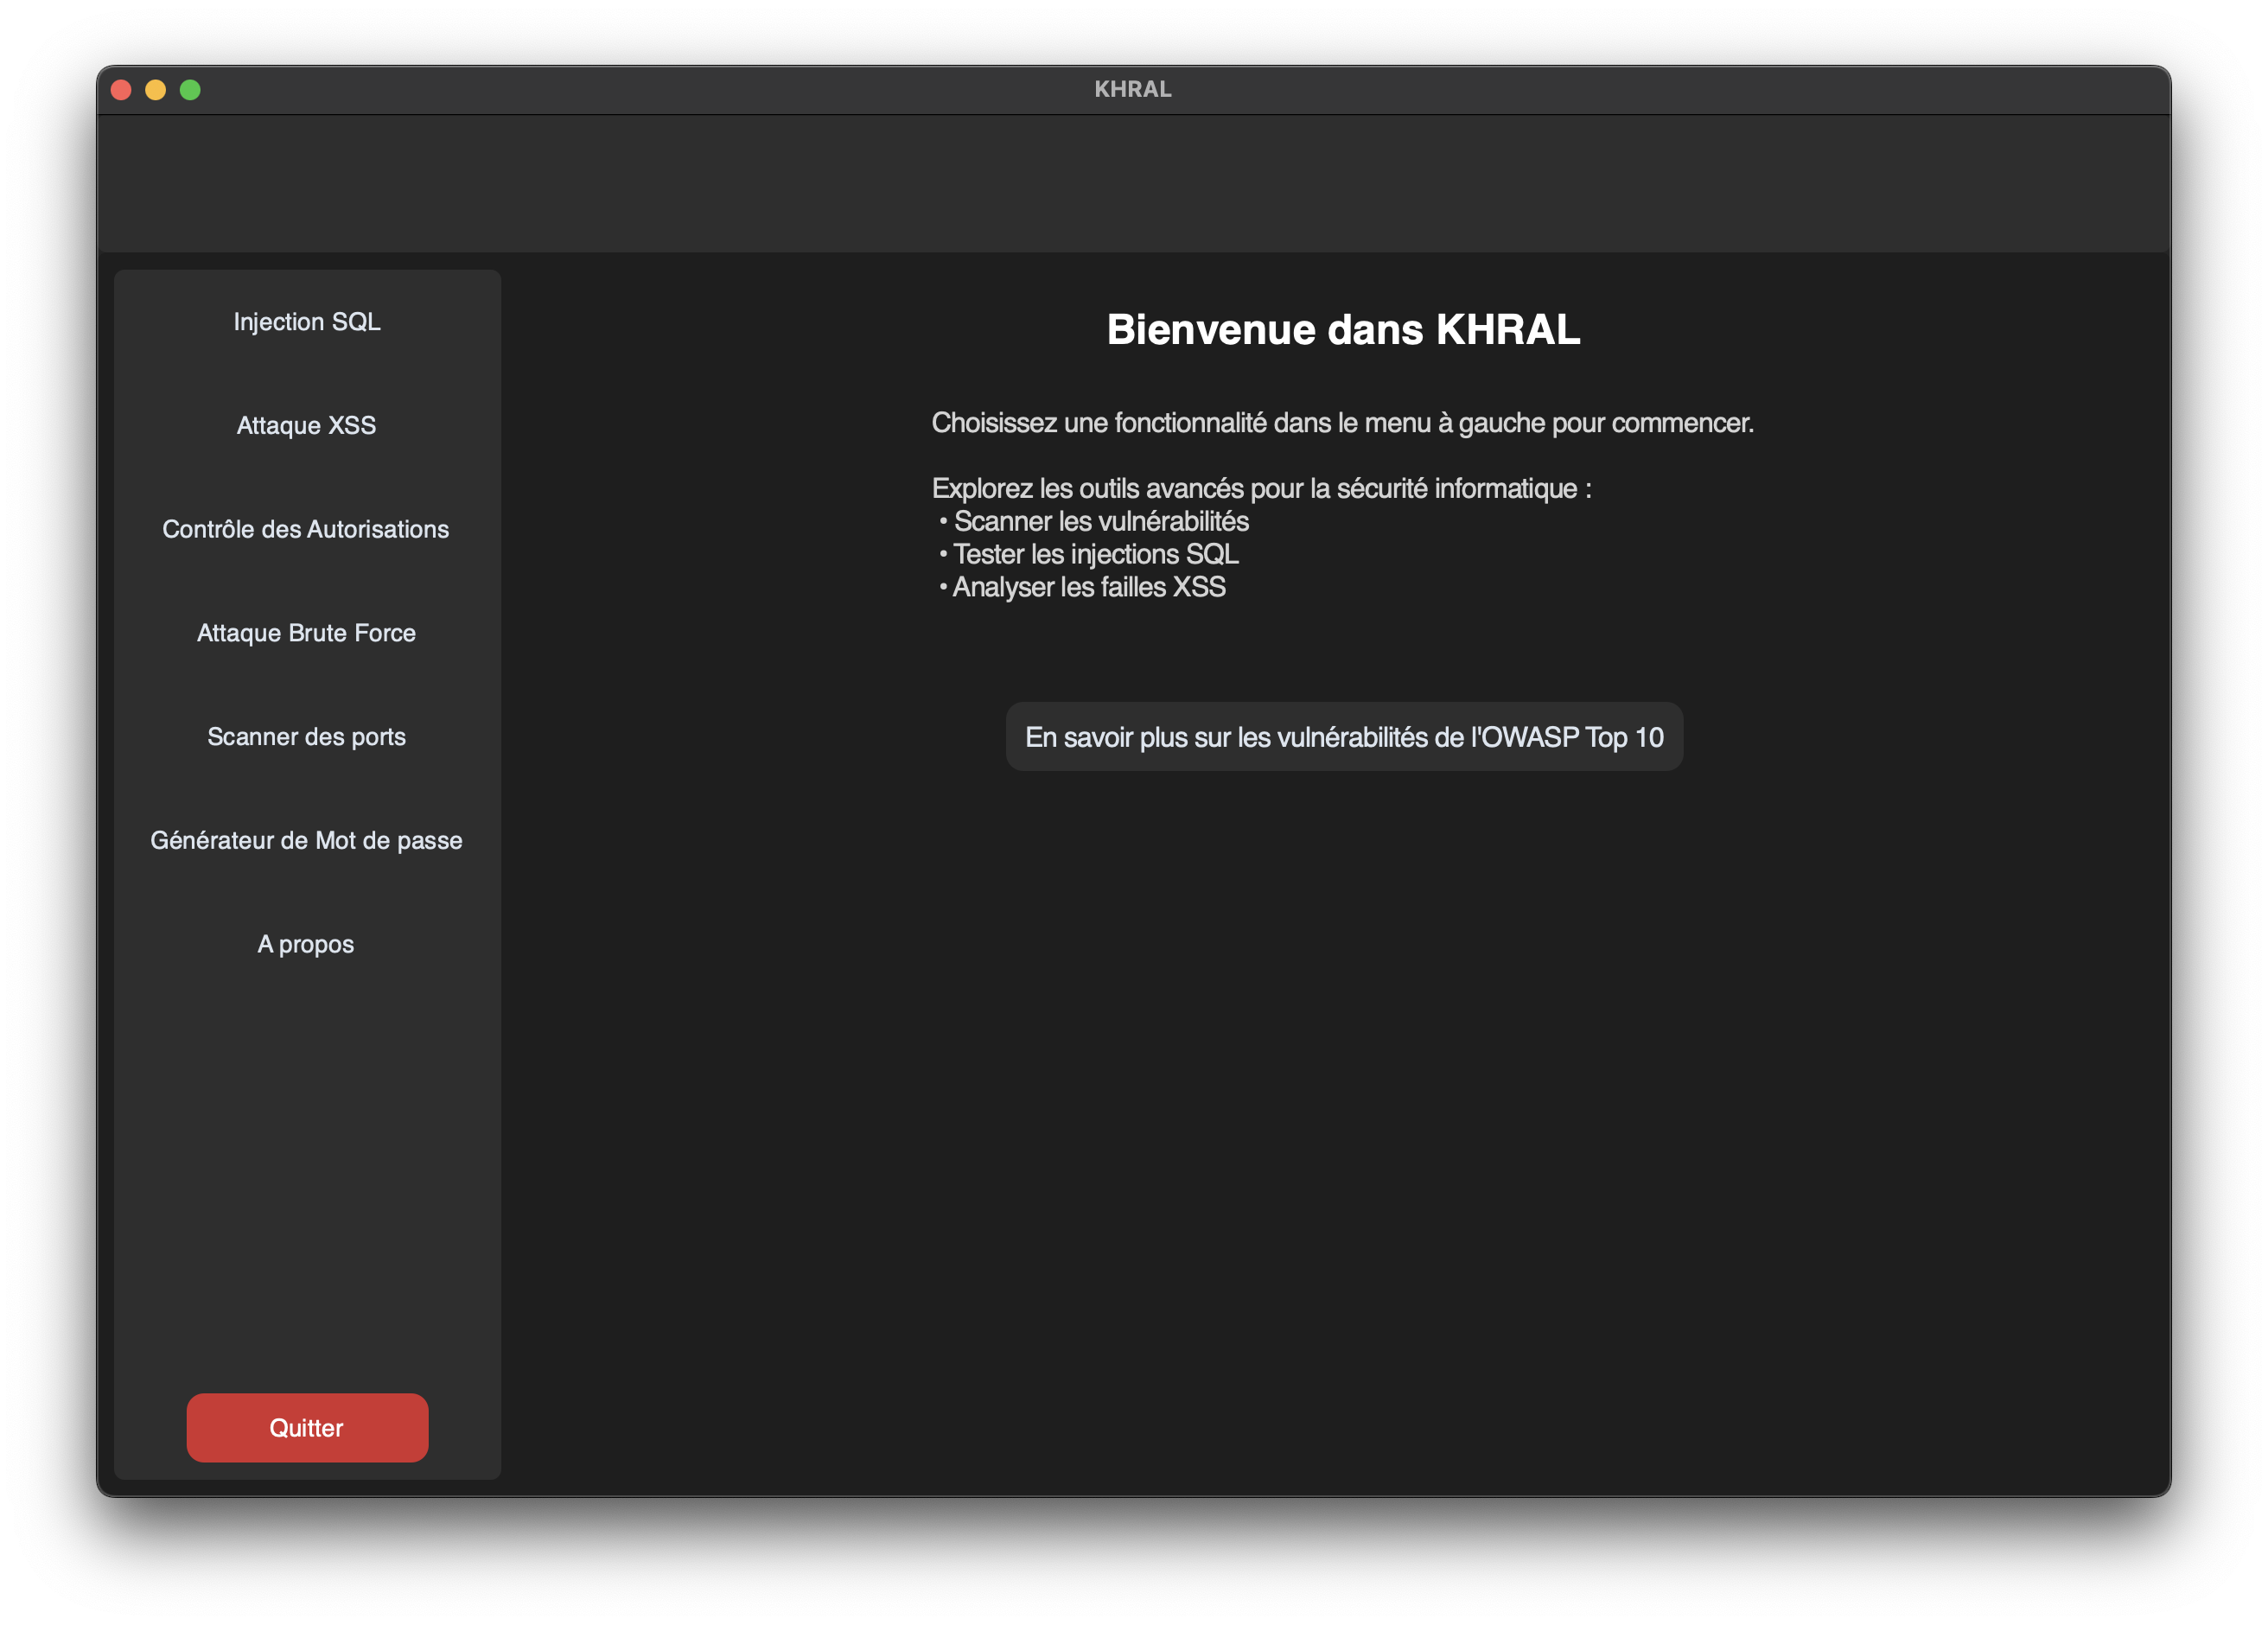 KHRAL
Injection SQL
Attaque XSS
Contrôle des Autorisations
Attaque Brute Force
Scanner des ports
Générateur de Mot de passe
A propos
Quitter
Bienvenue dans KHRAL
Choisissez une fonctionnalité dans le menu à gauche pour commencer.
Explorez les outils avancés pour la sécurité informatique :
• Scanner les vulnérabilités
• Tester les injections SQL
• Analyser les failles XSS
En savoir plus sur les vulnérabilités de l'OWASP Top 10